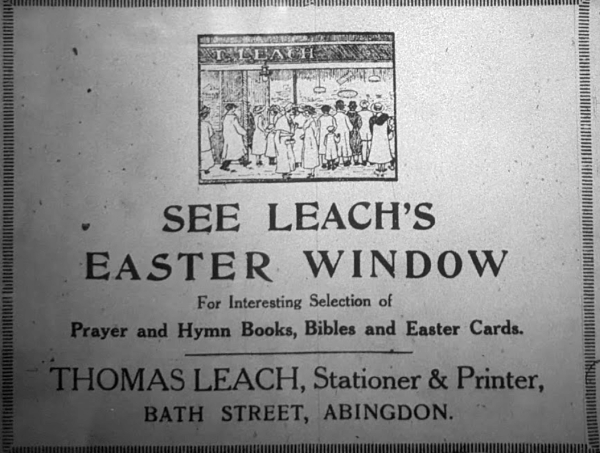 T. LEACH
SEE LEACH'S
EASTER WINDOW
For Interesting Selection of
Prayer and Hymn Books, Bibles and Easter Cards.
THOMAS LEACH, Stationer & Printer,
BATH STREET, ABINGDON.